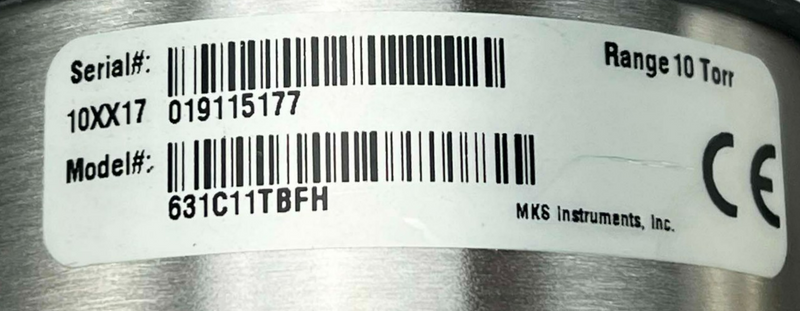 Serial#:
Range 10 Torr
10XX17 019115177
Model#:
CE
631C11TBFH
MKS Instruments, Inc.